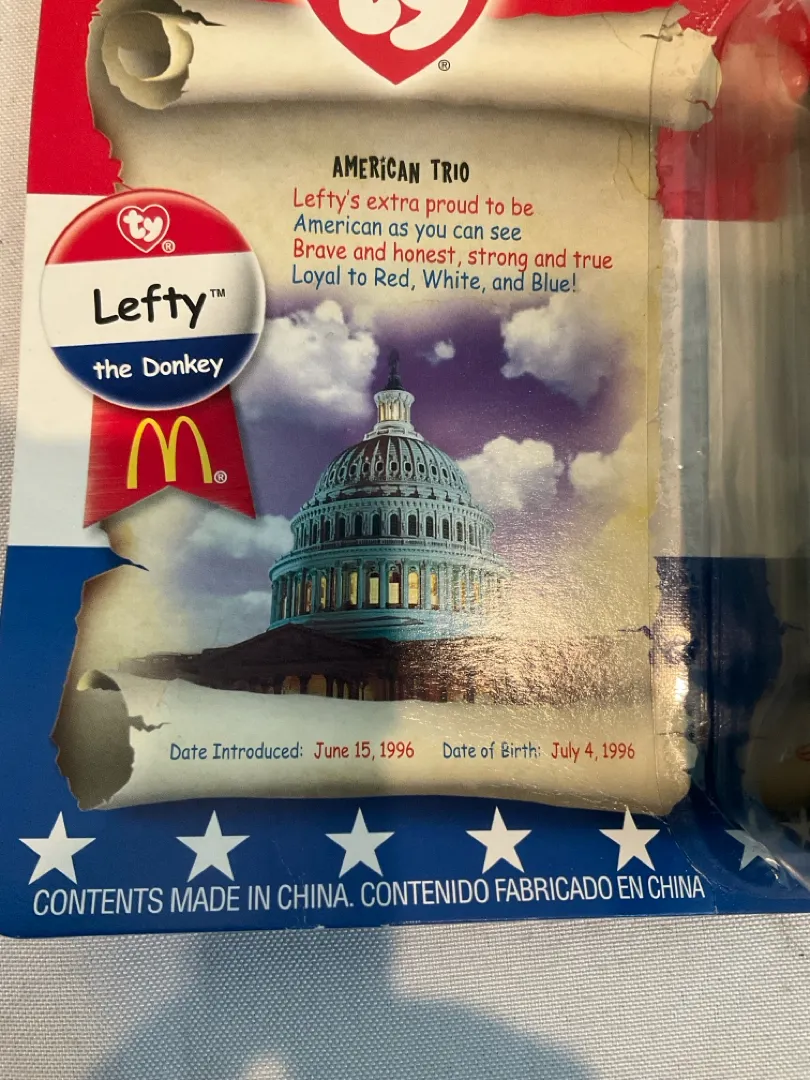 ®
AMERICAN TRIO
Lefty's extra proud to be
American as you can see
Brave and honest, strong and true
Loyal to Red, White, and Blue!
ty®
Lefty™
the Donkey
M®
Date Introduced: June 15, 1996 Date of Birth: July 4, 1996
CONTENTS MADE IN CHINA. CONTENIDO FABRICADO EN CHINA